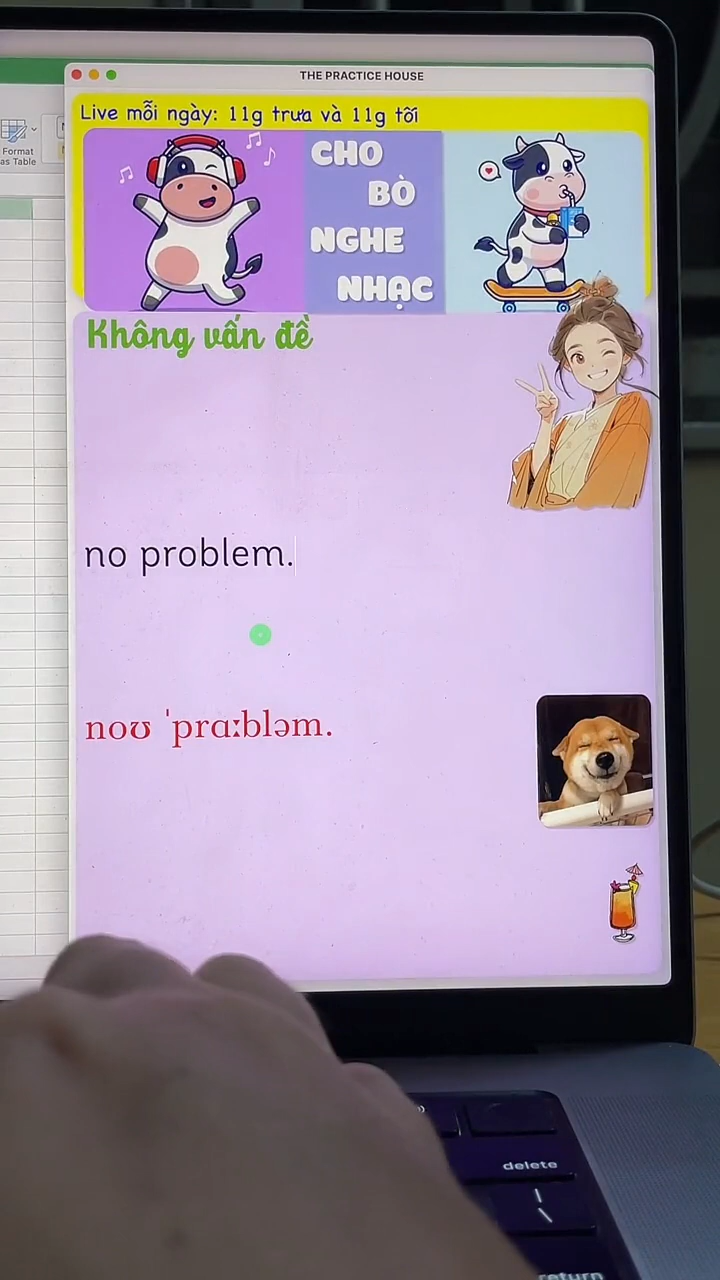 THE PRACTICE HOUSE
Format
as Table
Live mỗi ngày: 11g trưa và 11g tối
CHO
BÒ
NGHE
NHẠC
Không vấn đề
no problem.
noʊ ˈprɑːbləm.
delete
|
\
return